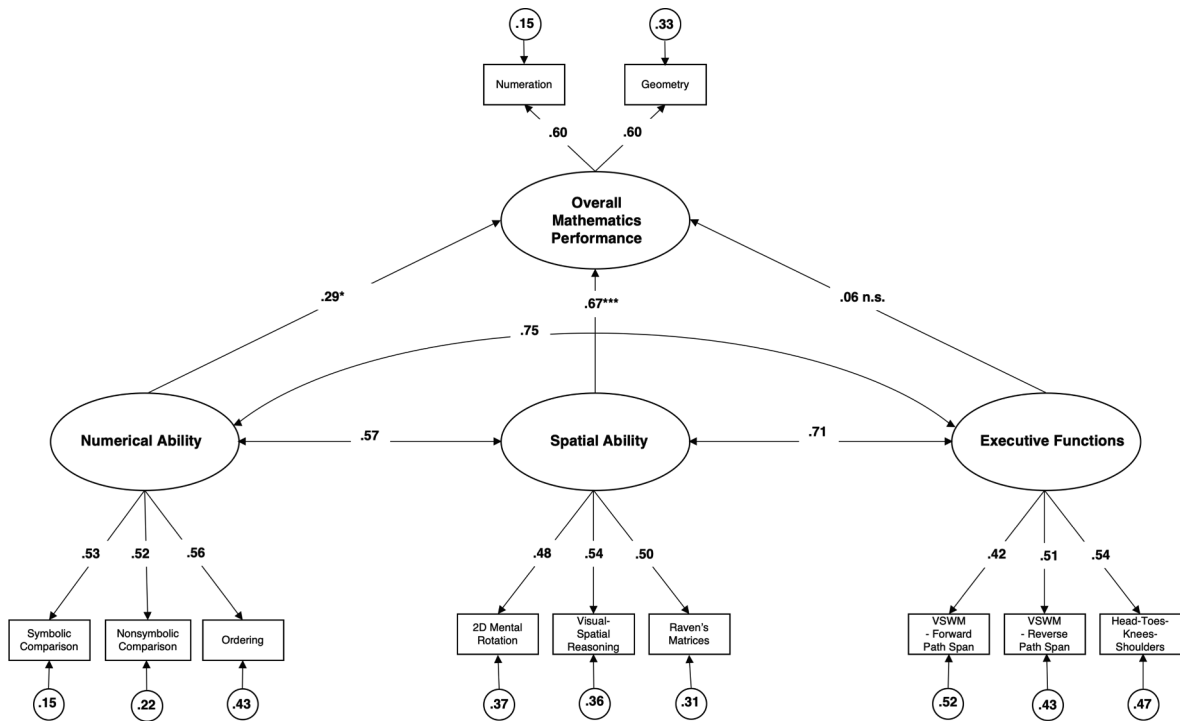 .15
.33
Numeration
Geometry
.60
.60
Overall
Mathematics
Performance
.29*
.67***
.06 n.s.
.75
Numerical Ability
.57
Spatial Ability
.71
Executive Functions
.53
.52
.56
.48
.54
.50
.42
.51
.54
Symbolic
Comparison
Nonsymbolic
Comparison
Ordering
2D Mental
Rotation
Visual-
Spatial
Reasoning
Raven's
Matrices
VSWM
- Forward
Path Span
VSWM
- Reverse
Path Span
Head-Toes-
Knees-
Shoulders
.15
.22
.43
.37
.36
.31
.52
.43
.47